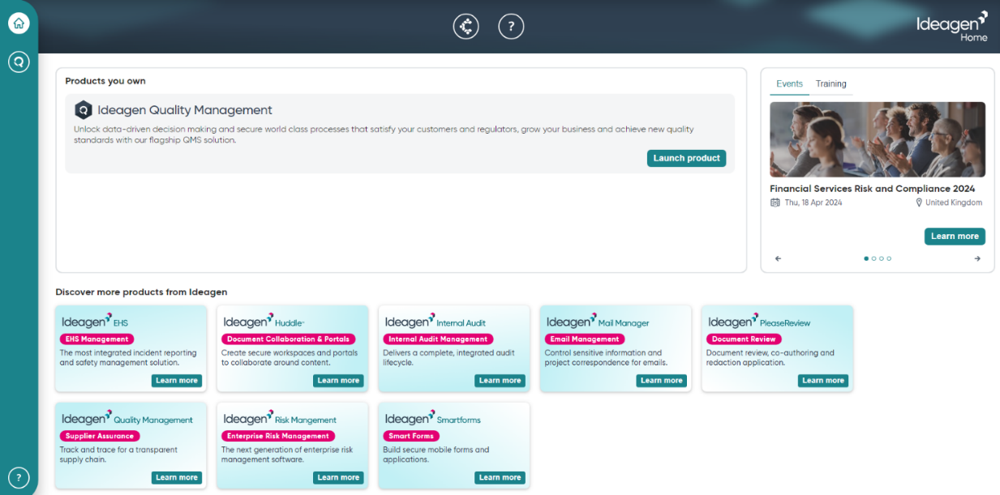 ?
Ideagen
Home
Products you own
Ideagen Quality Management
Unlock data-driven decision making and secure world class processes that satisfy your customers and regulators, grow your business and achieve new quality
standards with our flagship QMS solution.
Launch product
Events Training
Financial Services Risk and Compliance 2024
Thu, 18 Apr 2024 United Kingdom
Learn more
Discover more products from Ideagen
Ideagen EHS
EHS Management
The most integrated incident reporting
and safety management solution.
Learn more
Ideagen Huddle
Document Collaboration & Portals
Create secure workspaces and portals
to collaborate around content.
Learn more
Ideagen Internal Audit
Internal Audit Management
Delivers a complete, integrated audit
lifecycle.
Learn more
Ideagen Mail Manager
Email Management
Control sensitive information and
project correspondence for emails.
Learn more
Ideagen PleaseReview
Document Review
Document review, co-authoring and
redaction application.
Learn more
Ideagen Quality Management
Supplier Assurance
Track and trace for a transparent
supply chain.
Learn more
Ideagen Risk Mangement
Enterprise Risk Management
The next generation of enterprise risk
management software.
Learn more
Ideagen Smartforms
Smart Forms
Build secure mobile forms and
applications.
Learn more
?